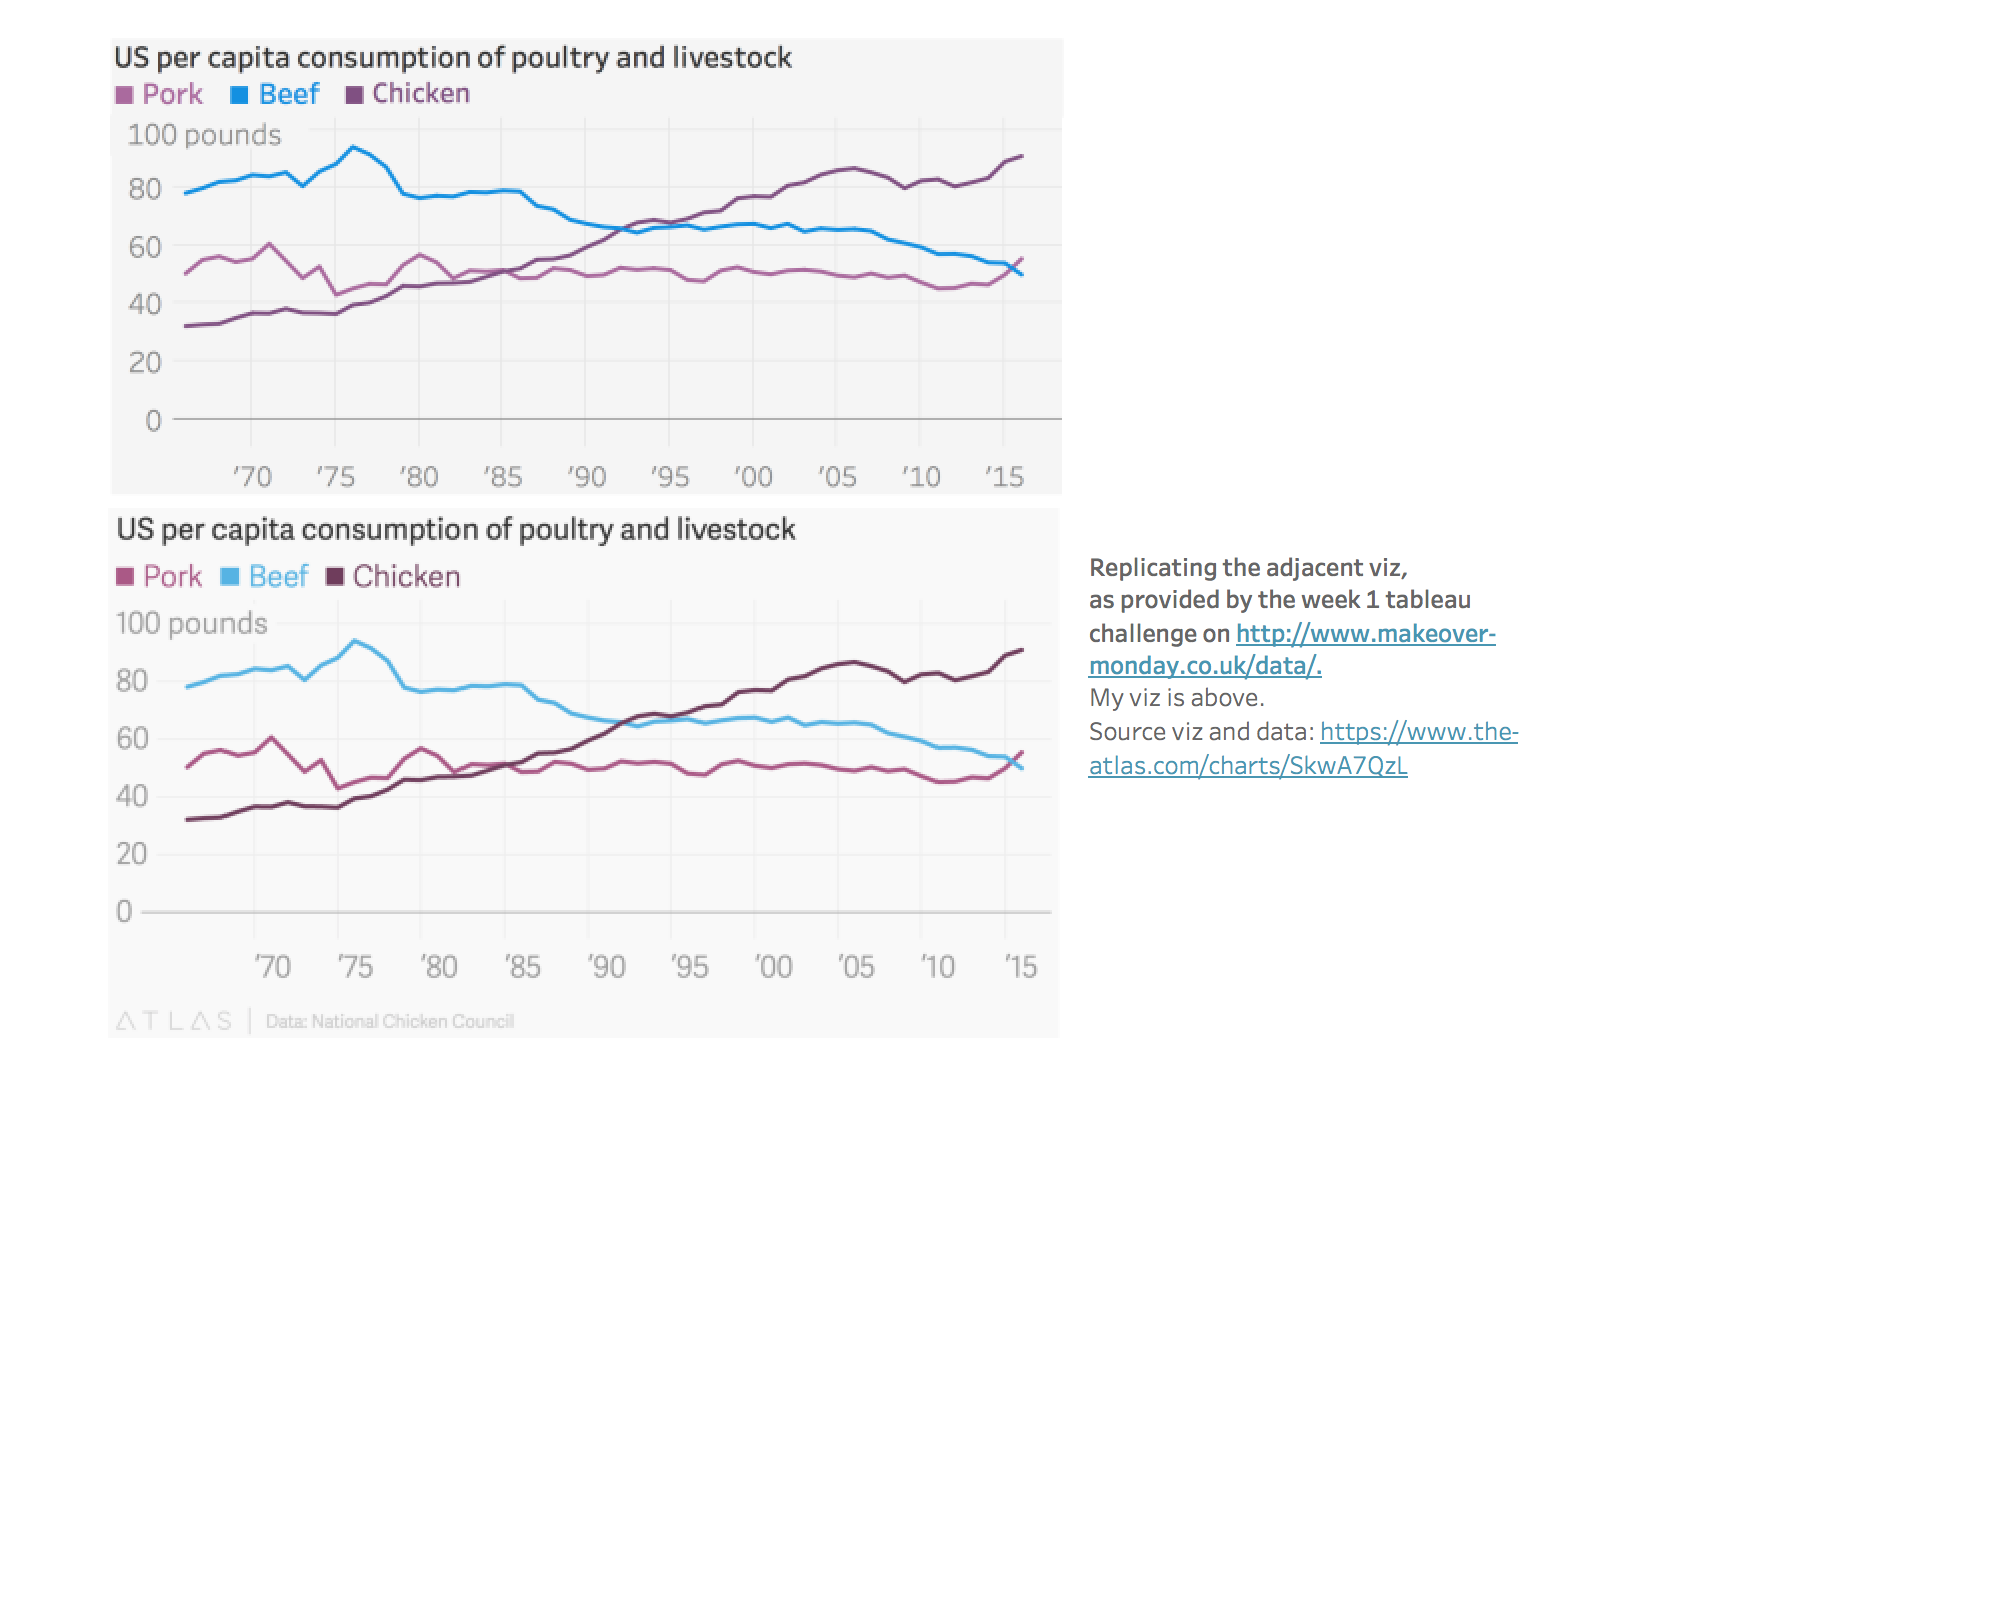 US per capita consumption of poultry and livestock
Pork Beef Chicken
100 pounds
80
60
40
20
0
'70 '75 '80 '85 '90 '95 '00 '05 '10 '15
US per capita consumption of poultry and livestock
Pork Beef Chicken
100 pounds
80
60
40
20
0
'70 '75 '80 '85 '90 '95 '00 '05 '10 '15
ATLAS | Data: National Chicken Council
Replicating the adjacent viz,
as provided by the week 1 tableau
challenge on http://www.makeover-
monday.co.uk/data/.
My viz is above.
Source viz and data: https://www.the-
atlas.com/charts/SkwA7QzL